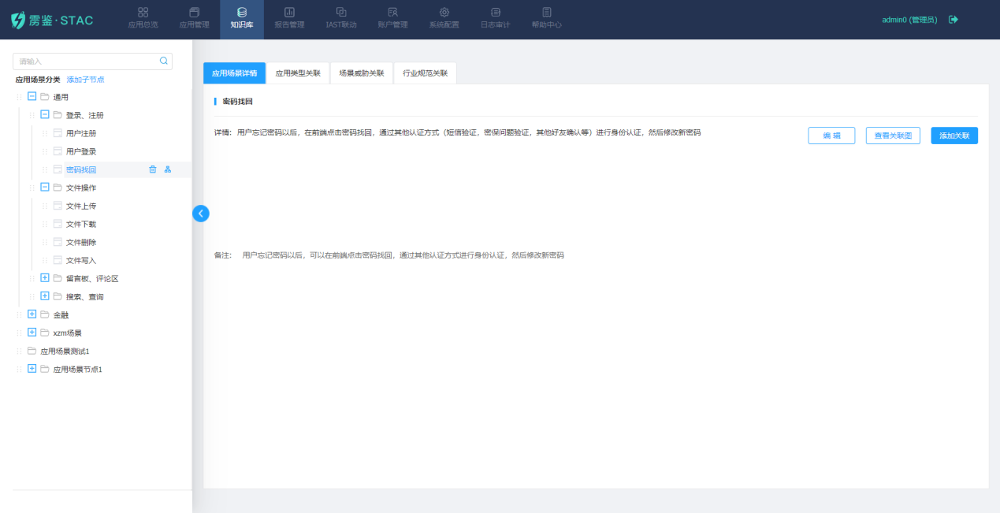 雳鉴·STAC
应用总览
应用管理
知识库
报告管理
IAST联动
账户管理
系统配置
日志审计
帮助中心
admin0 (管理员)
请输入
应用场景分类 添加子节点
通用
登录、注册
用户注册
用户登录
密码找回
文件操作
文件上传
文件下载
文件删除
文件写入
留言板、评论区
搜索、查询
金融
xzm场景
应用场景测试1
应用场景节点1
应用场景详情
应用类型关联
场景威胁关联
行业规范关联
密码找回
详情: 用户忘记密码以后，在前端点击密码找回，通过其他认证方式（短信验证，密保问题验证，其他好友确认等）进行身份认证，然后修改新密码
编 辑
查看关联图
添加关联
备注: 用户忘记密码以后，可以在前端点击密码找回，通过其他认证方式进行身份认证，然后修改新密码